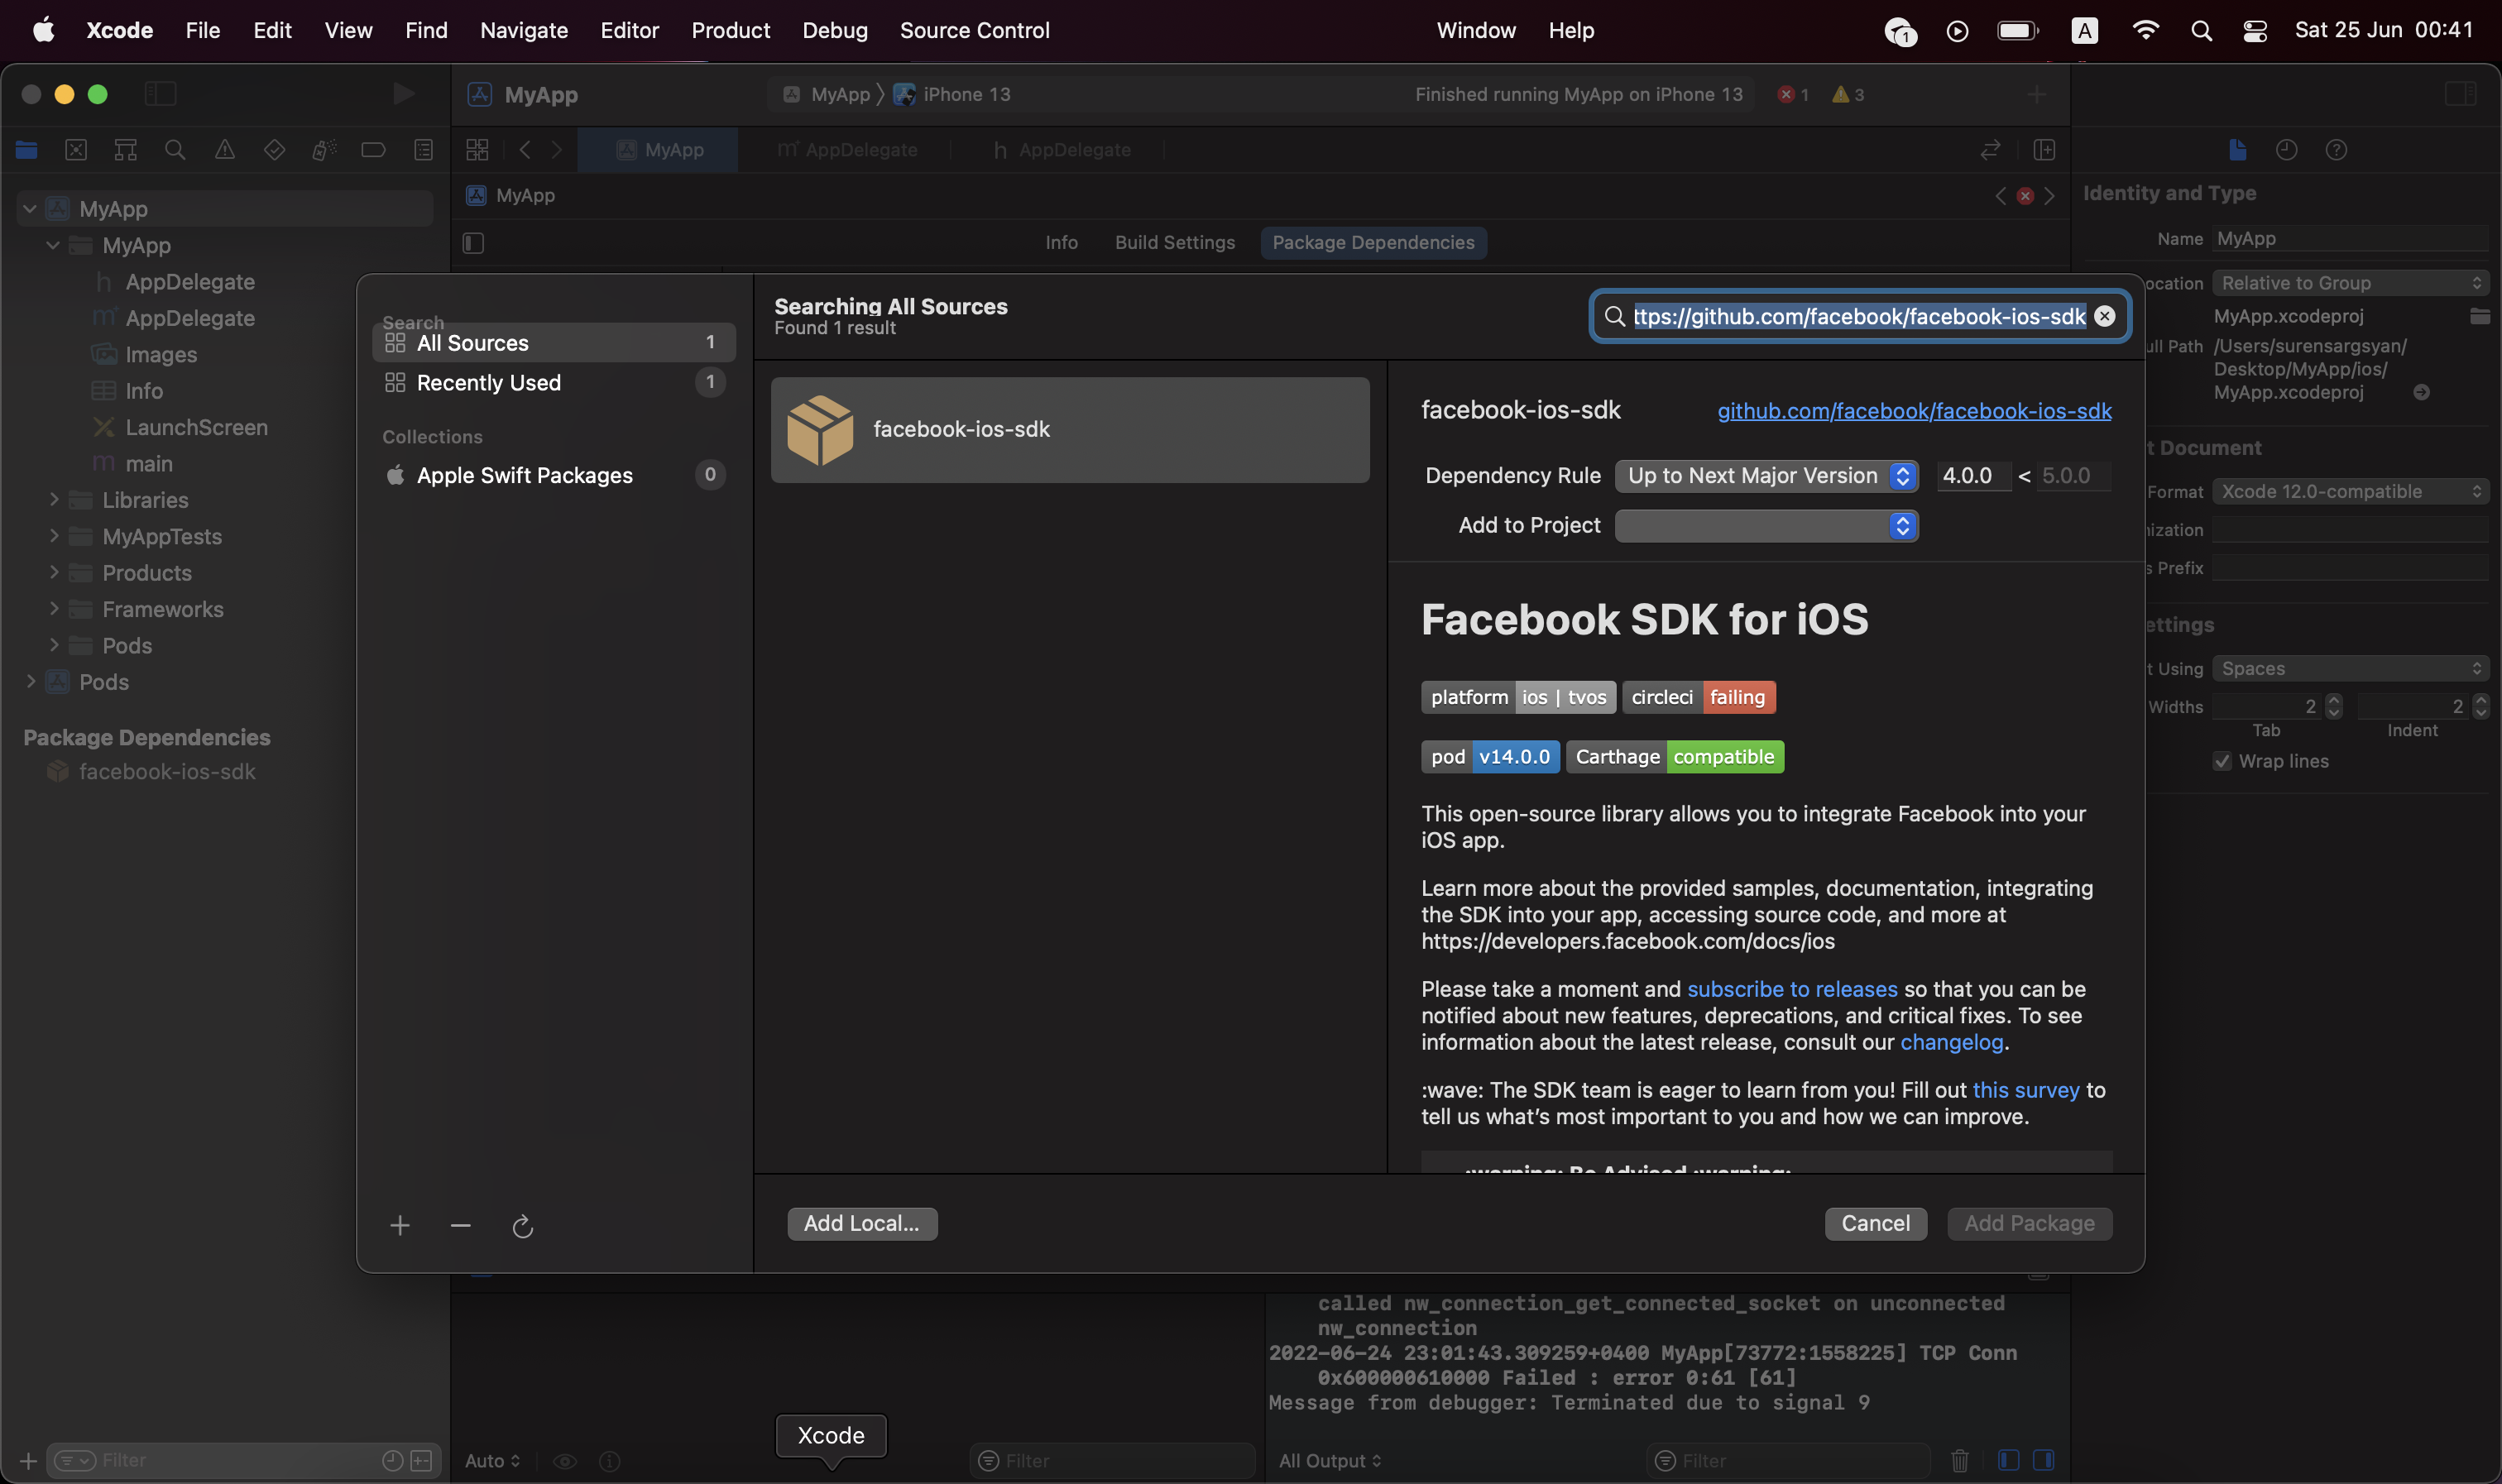 Xcode File Edit View Find Navigate Editor Product Debug Source Control Window Help 1 A Sat 25 Jun 00:41
MyApp MyApp iPhone 13 Finished running MyApp on iPhone 13 1 3
MyApp AppDelegate AppDelegate
MyApp
Info Build Settings Package Dependencies
MyApp
MyApp
AppDelegate
AppDelegate
Images
Info
LaunchScreen
main
Libraries
MyAppTests
Products
Frameworks
Pods
Pods
Package Dependencies
facebook-ios-sdk
Filter
Search
All Sources 1
Recently Used 1
Collections
Apple Swift Packages 0
Searching All Sources
Found 1 result
ttps://github.com/facebook/facebook-ios-sdk
facebook-ios-sdk
facebook-ios-sdk github.com/facebook/facebook-ios-sdk
Dependency Rule Up to Next Major Version 4.0.0 < 5.0.0
Add to Project
Facebook SDK for iOS
platform ios | tvos circleci failing
pod v14.0.0 Carthage compatible
This open-source library allows you to integrate Facebook into your
iOS app.
Learn more about the provided samples, documentation, integrating
the SDK into your app, accessing source code, and more at
https://developers.facebook.com/docs/ios
Please take a moment and subscribe to releases so that you can be
notified about new features, deprecations, and critical fixes. To see
information about the latest release, consult our changelog.
:wave: The SDK team is eager to learn from you! Fill out this survey to
tell us what's most important to you and how we can improve.
:warning: Be Advised :warning:
Add Local... Cancel Add Package
Identity and Type
Name MyApp
ocation Relative to Group
MyApp.xcodeproj
ull Path /Users/surensargsyan/
Desktop/MyApp/ios/
MyApp.xcodeproj
t Document
Format Xcode 12.0-compatible
nization
s Prefix
ettings
t Using Spaces
Widths 2 2
Tab Indent
Wrap lines
called nw_connection_get_connected_socket on unconnected
nw_connection
2022-06-24 23:01:43.309259+0400 MyApp[73772:1558225] TCP Conn
0x600000610000 Failed : error 0:61 [61]
Message from debugger: Terminated due to signal 9
Xcode
Auto Filter All Output Filter